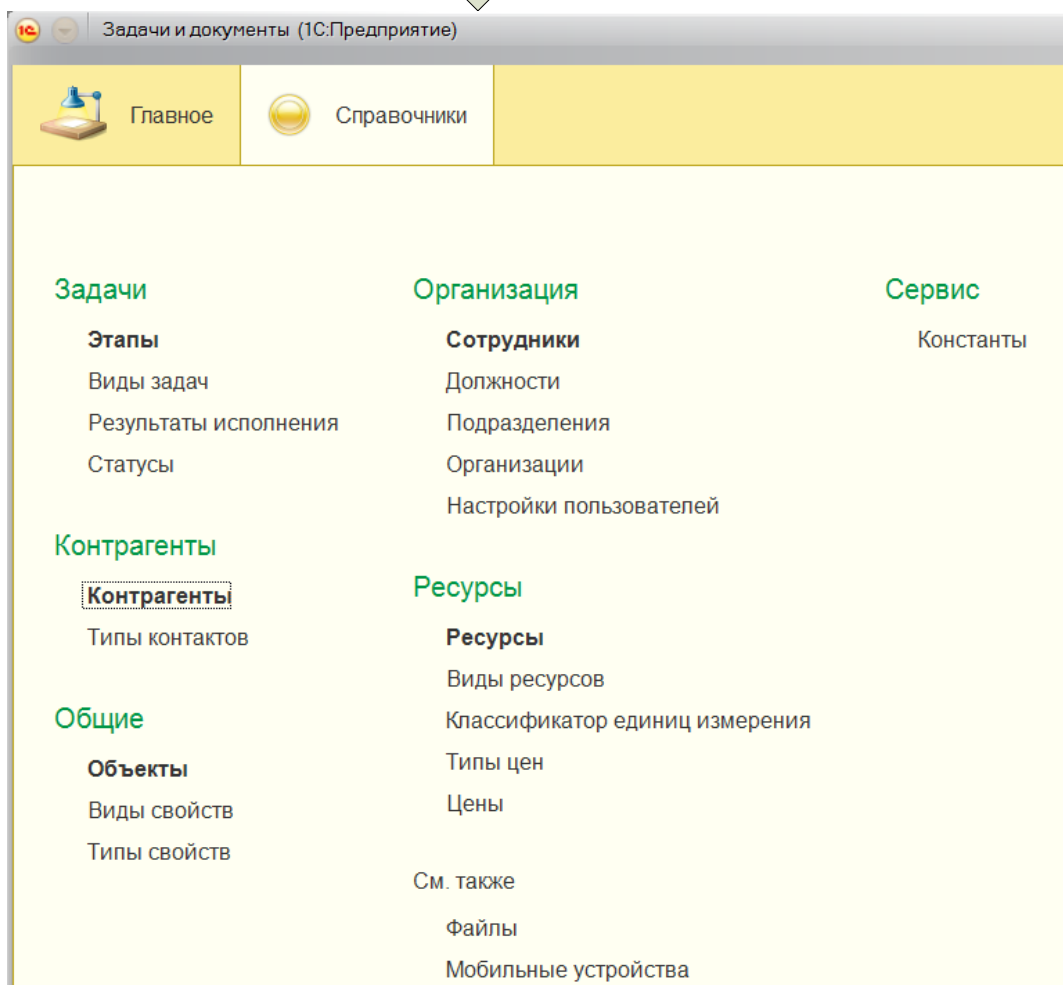 1С Задачи и документы (1С:Предприятие)
Главное
Справочники
Задачи
Этапы
Виды задач
Результаты исполнения
Статусы
Контрагенты
Контрагенты
Типы контактов
Общие
Объекты
Виды свойств
Типы свойств
Организация
Сотрудники
Должности
Подразделения
Организации
Настройки пользователей
Ресурсы
Ресурсы
Виды ресурсов
Классификатор единиц измерения
Типы цен
Цены
См. также
Файлы
Мобильные устройства
Сервис
Константы